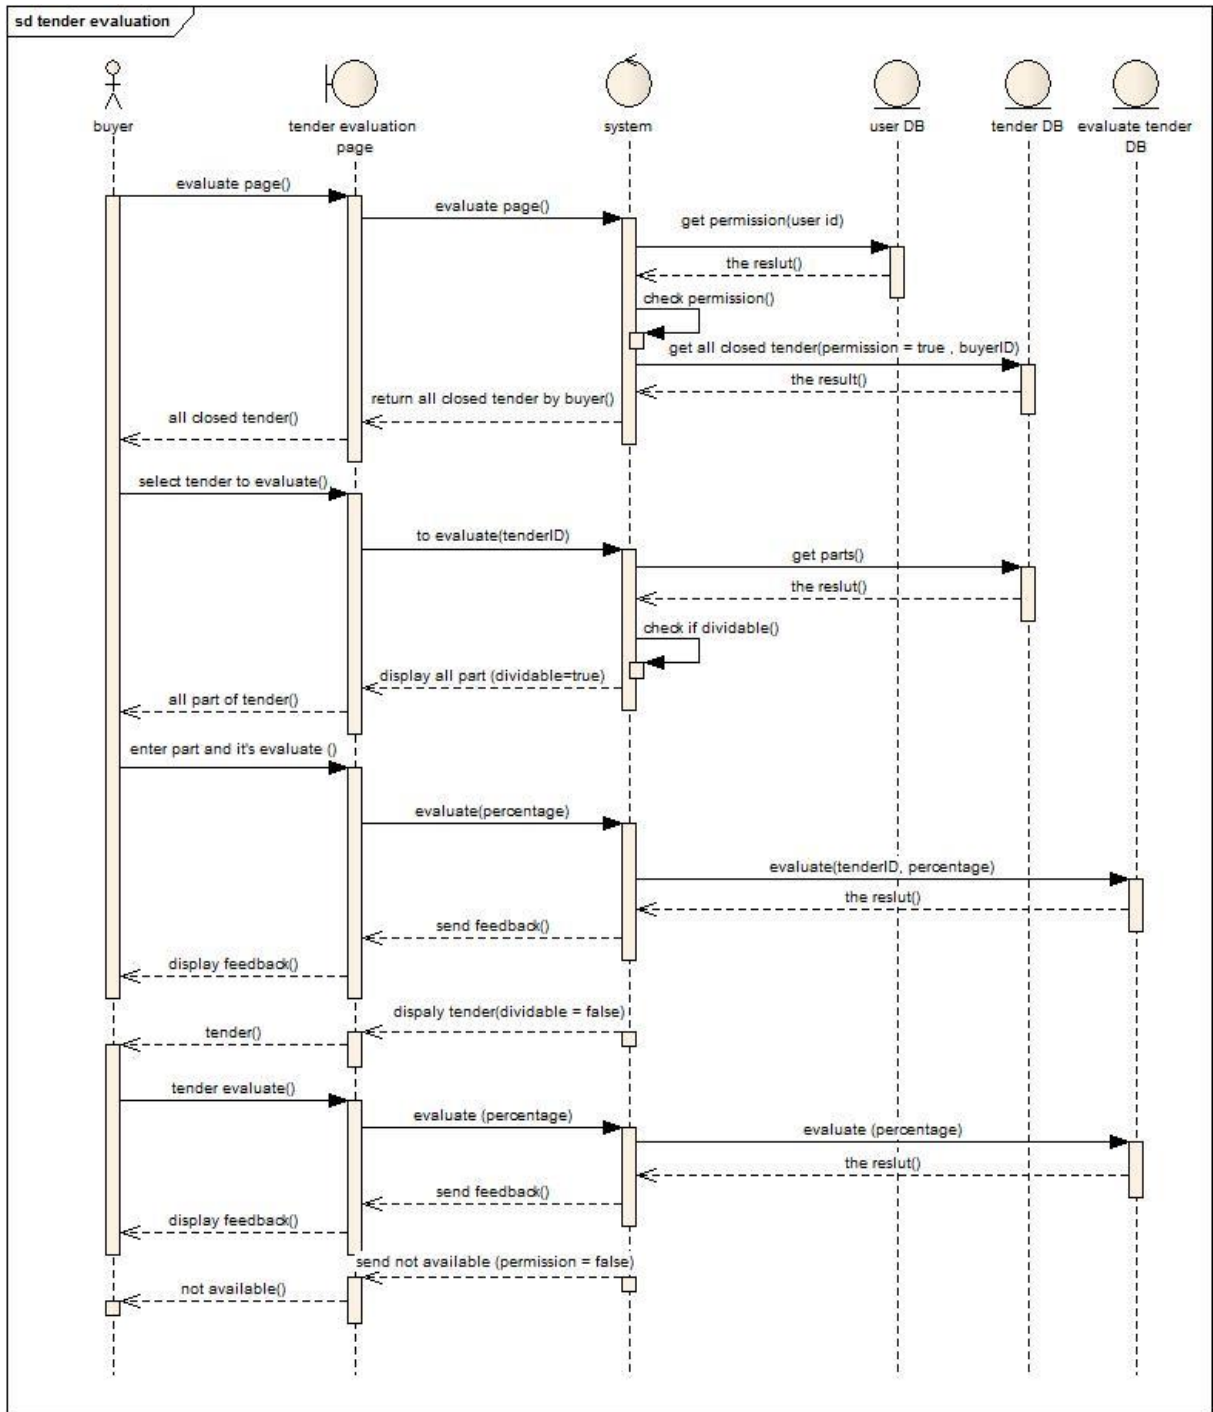 sd tender evaluation
buyer
tender evaluation
page
system
user DB
tender DB
evaluate tender
DB
evaluate page()
evaluate page()
get permission(user id)
the reslut()
check permission()
get all closed tender(permission = true , buyerID)
the result()
return all closed tender by buyer()
all closed tender()
select tender to evaluate()
to evaluate(tenderID)
get parts()
the reslut()
check if dividable()
display all part (dividable=true)
all part of tender()
enter part and it's evaluate ()
evaluate(percentage)
evaluate(tenderID, percentage)
the reslut()
send feedback()
display feedback()
dispaly tender(dividable = false)
tender()
tender evaluate()
evaluate (percentage)
evaluate (percentage)
the reslut()
send feedback()
display feedback()
send not available (permission = false)
not available()